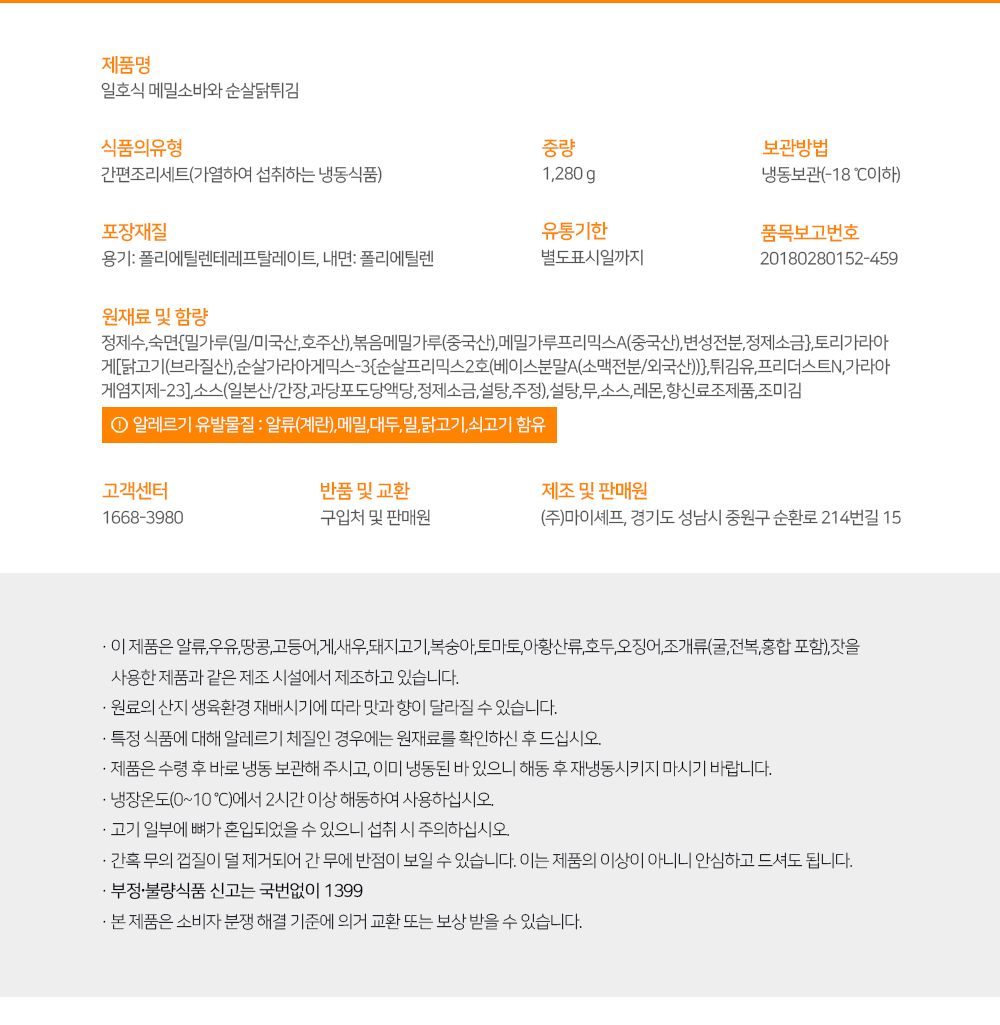 제품명
일호식 메밀소바와 순살닭튀김
식품의유형
간편조리세트(가열하여 섭취하는 냉동식품)
중량
1,280 g
보관방법
냉동보관(-18 ℃이하)
포장재질
용기: 폴리에틸렌테레프탈레이트, 내면: 폴리에틸렌
유통기한
별도표시일까지
품목보고번호
20180280152-459
원재료 및 함량
정제수,숙면{밀가루(밀/미국산,호주산),볶음메밀가루(중국산),메밀가루프리믹스A(중국산),변성전분,정제소금},토리가라아
게[닭고기(브라질산),순살가라아게믹스-3{순살프리믹스2호(베이스분말A(소맥전분/외국산))},튀김유,프리더스트N,가라아
게염지제-23],소스(일본산/간장,과당포도당액당,정제소금,설탕,주정),설탕,무,소스,레몬,향신료조제품,조미김
알레르기 유발물질 : 알류(계란),메밀,대두,밀,닭고기,쇠고기 함유
고객센터
1668-3980
반품 및 교환
구입처 및 판매원
제조 및 판매원
(주)마이셰프, 경기도 성남시 중원구 순환로 214번길 15
· 이 제품은 알류,우유,땅콩,고등어,게,새우,돼지고기,복숭아,토마토,아황산류,호두,오징어,조개류(굴,전복,홍합 포함),잣을
사용한 제품과 같은 제조 시설에서 제조하고 있습니다.
· 원료의 산지 생육환경 재배시기에 따라 맛과 향이 달라질 수 있습니다.
· 특정 식품에 대해 알레르기 체질인 경우에는 원재료를 확인하신 후 드십시오.
· 제품은 수령 후 바로 냉동 보관해 주시고, 이미 냉동된 바 있으니 해동 후 재냉동시키지 마시기 바랍니다.
· 냉장온도(0~10 ℃)에서 2시간 이상 해동하여 사용하십시오.
· 고기 일부에 뼈가 혼입되었을 수 있으니 섭취 시 주의하십시오.
· 간혹 무의 껍질이 덜 제거되어 간 무에 반점이 보일 수 있습니다. 이는 제품의 이상이 아니니 안심하고 드셔도 됩니다.
· 부정•불량식품 신고는 국번없이 1399
· 본 제품은 소비자 분쟁 해결 기준에 의거 교환 또는 보상 받을 수 있습니다.